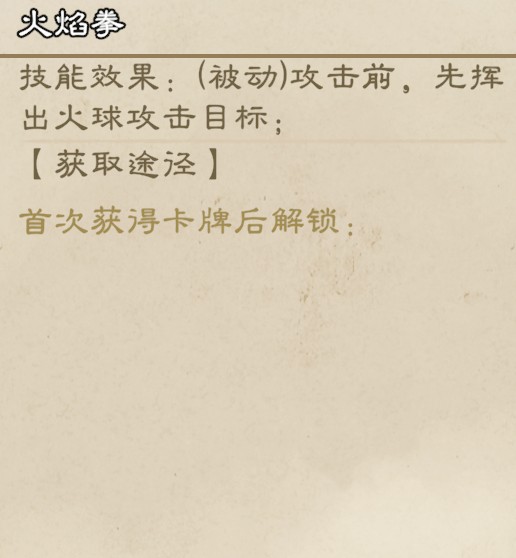 火焰拳
技能效果：(被动)攻击前，先挥
出火球攻击目标；
【获取途径】
首次获得卡牌后解锁：